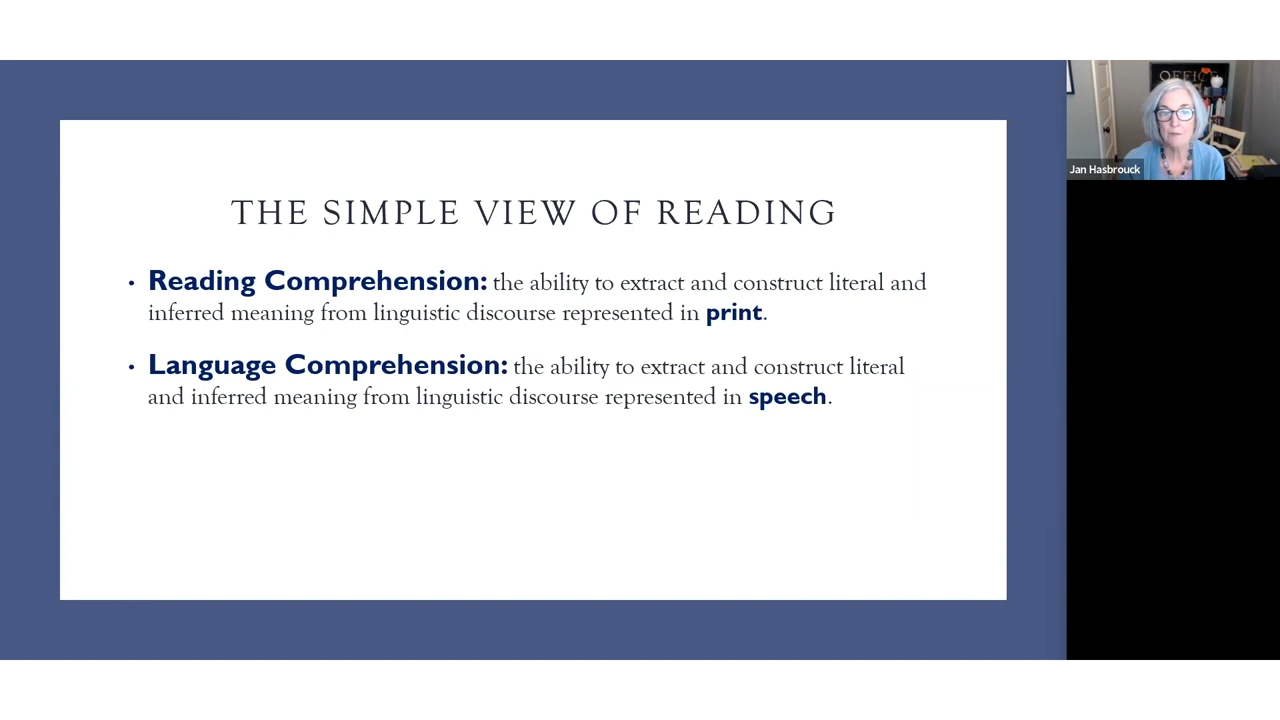 THE SIMPLE VIEW OF READING
• Reading Comprehension: the ability to extract and construct literal and
inferred meaning from linguistic discourse represented in print.
• Language Comprehension: the ability to extract and construct literal
and inferred meaning from linguistic discourse represented in speech.
OFFICE
Jan Hasbrouck